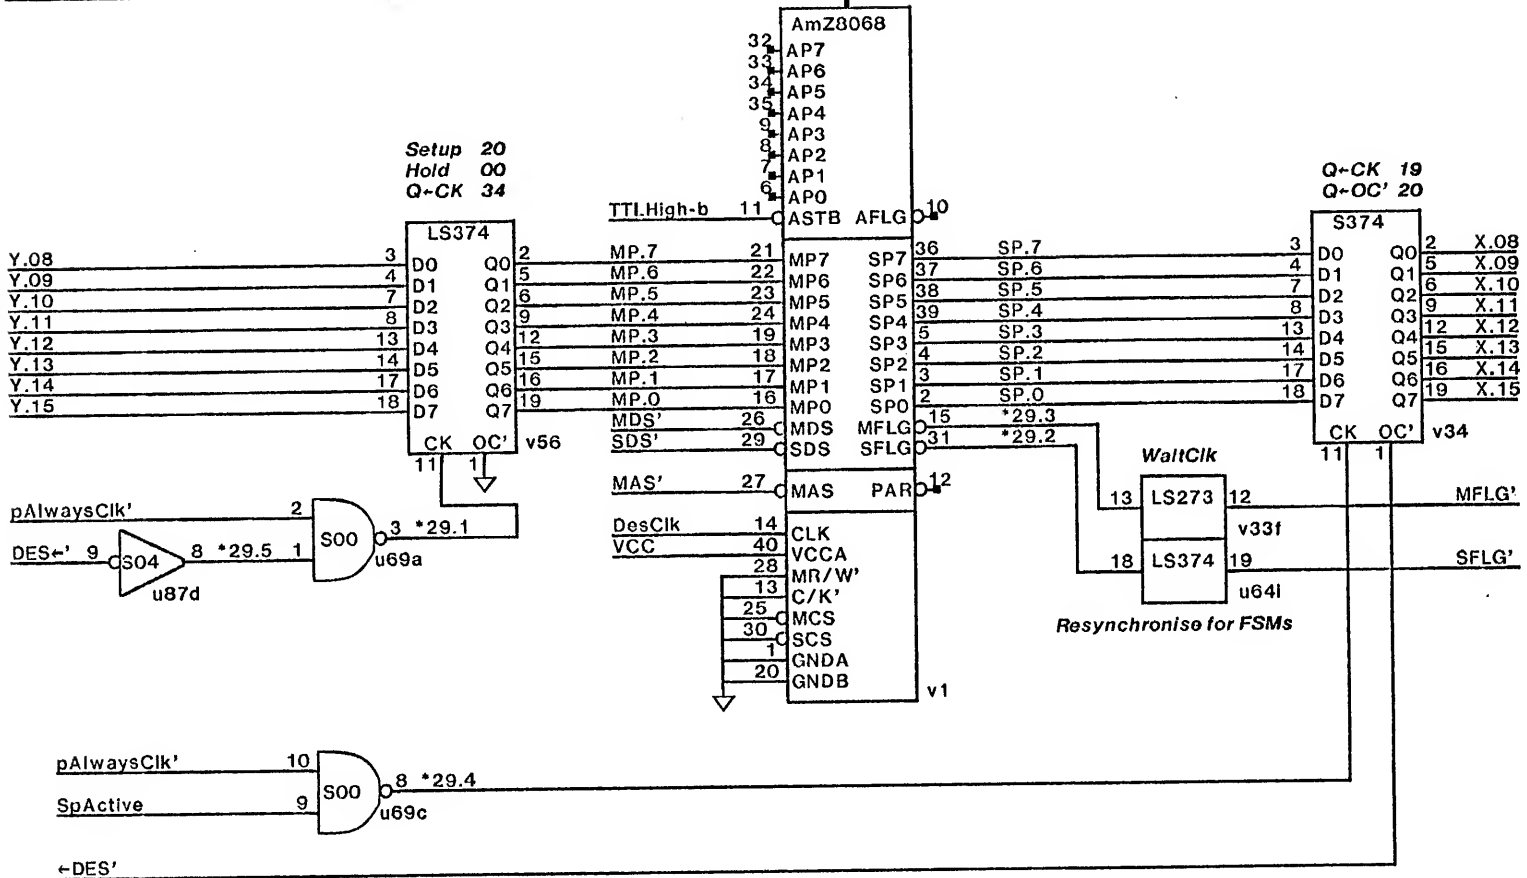 AmZ8068
32 AP7
33 AP6
34 AP5
35 AP4
9 AP3
8 AP2
7 AP1
6 AP0
TTLHigh-b 11 ASTB AFLG 10
Setup 20
Hold 00
Q←CK 34
LS374
Y.08 3 D0 Q0 2 MP.7 21 MP7 SP7 36 SP.7 3 D0 Q0 2 X.08
Y.09 4 D1 Q1 5 MP.6 22 MP6 SP6 37 SP.6 4 D1 Q1 5 X.09
Y.10 7 D2 Q2 6 MP.5 23 MP5 SP5 38 SP.5 7 D2 Q2 6 X.10
Y.11 8 D3 Q3 9 MP.4 24 MP4 SP4 39 SP.4 8 D3 Q3 9 X.11
Y.12 13 D4 Q4 12 MP.3 19 MP3 SP3 5 SP.3 13 D4 Q4 12 X.12
Y.13 14 D5 Q5 15 MP.2 18 MP2 SP2 4 SP.2 14 D5 Q5 15 X.13
Y.14 17 D6 Q6 16 MP.1 17 MP1 SP1 3 SP.1 17 D6 Q6 16 X.14
Y.15 18 D7 Q7 19 MP.0 16 MP0 SP0 2 SP.0 18 D7 Q7 19 X.15
Q←CK 19
Q←OC' 20
S374
CK OC' v56
11 1
MDS' 26 MDS MFLG 15 *29.3
SDS' 29 SDS SFLG 31 *29.2
CK OC' v34
11 1
MAS' 27 MAS PAR 12
WaitClk
13 LS273 12 MFLG'
v33f
18 LS374 19 SFLG'
u64i
Resynchronise for FSMs
pAlwaysClk' 2
S00 3 *29.1
DES←' 9 S04 8 *29.5 1
u69a
u87d
DesClk 14 CLK
VCC 40 VCCA
28 MR/W'
13 C/K'
25 MCS
30 SCS
1 GNDA
20 GNDB
v1
pAlwaysClk' 10
S00 8 *29.4
SpActive 9
u69c
←DES'